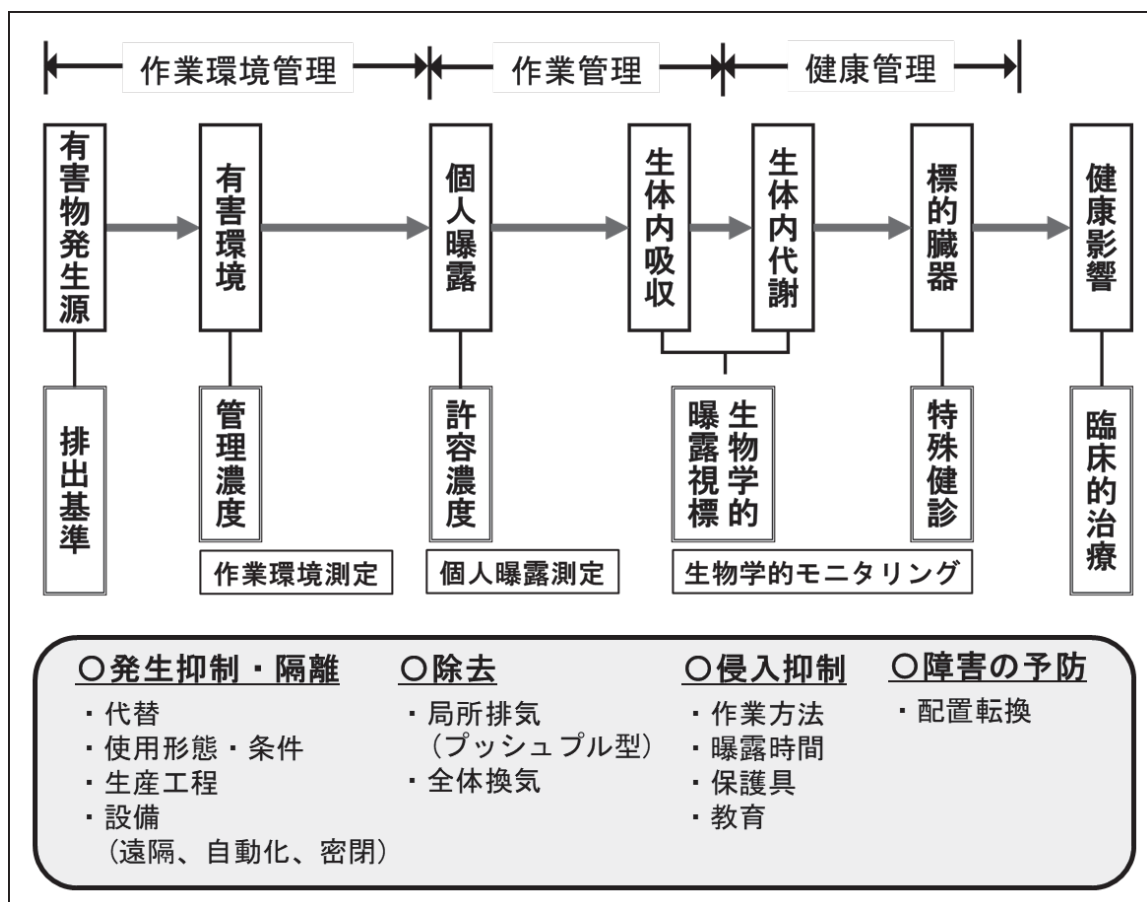 作業環境管理
作業管理
健康管理
有害物発生源
有害環境
個人曝露
生体内吸収
生体内代謝
標的臓器
健康影響
排出基準
管理濃度
許容濃度
生物学的
曝露視標
特殊健診
臨床的治療
作業環境測定
個人曝露測定
生物学的モニタリング
〇発生抑制・隔離
・代替
・使用形態・条件
・生産工程
・設備
（遠隔、自動化、密閉）
〇除去
・局所排気
（プッシュプル型）
・全体換気
〇侵入抑制
・作業方法
・曝露時間
・保護具
・教育
〇障害の予防
・配置転換